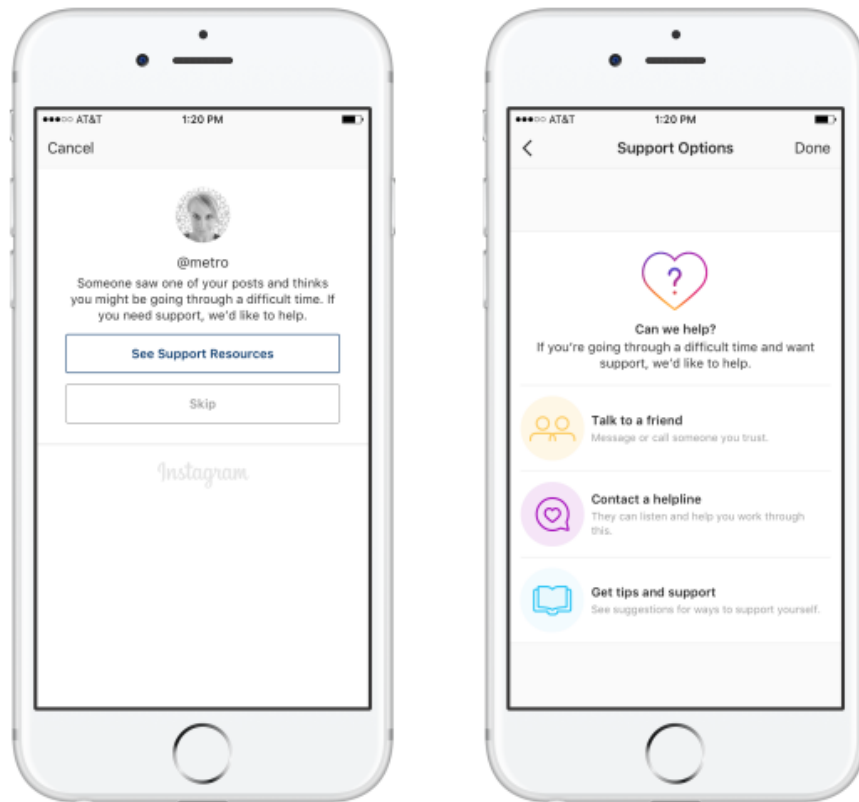 ●●●○○ AT&T 1:20 PM
Cancel
@metro
Someone saw one of your posts and thinks
you might be going through a difficult time. If
you need support, we'd like to help.
See Support Resources
Skip
Instagram
●●●○○ AT&T 1:20 PM
Support Options Done
?
Can we help?
If you're going through a difficult time and want
support, we'd like to help.
Talk to a friend
Message or call someone you trust.
Contact a helpline
They can listen and help you work through
this.
Get tips and support
See suggestions for ways to support yourself.